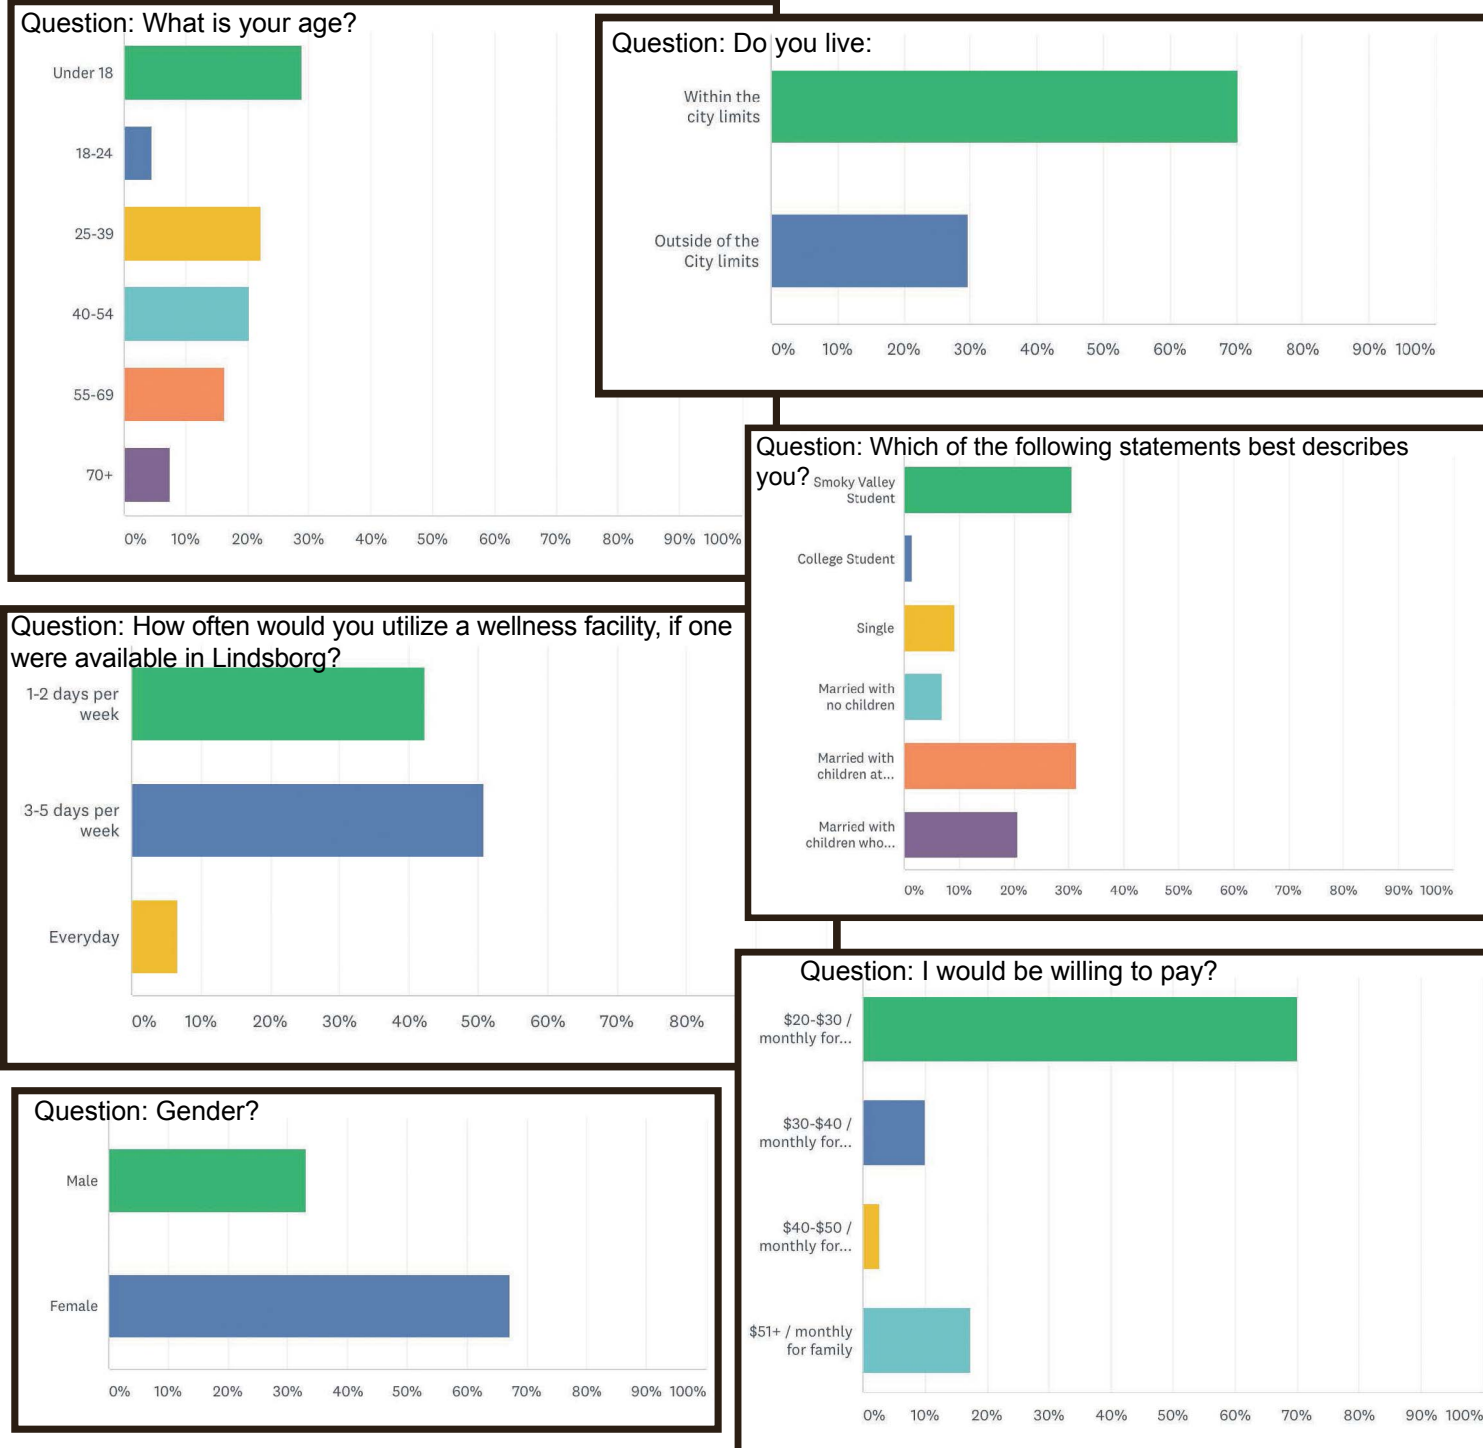 Question: What is your age?
Under 18
18-24
25-39
40-54
55-69
70+
0% 10% 20% 30% 40% 50% 60% 70% 80% 90% 100%
Question: Do you live:
Within the
city limits
Outside of the
City limits
0% 10% 20% 30% 40% 50% 60% 70% 80% 90% 100%
Question: Which of the following statements best describes
you?
Smoky Valley
Student
College Student
Single
Married with
no children
Married with
children at...
Married with
children who...
0% 10% 20% 30% 40% 50% 60% 70% 80% 90% 100%
Question: How often would you utilize a wellness facility, if one
were available in Lindsborg?
1-2 days per
week
3-5 days per
week
Everyday
0% 10% 20% 30% 40% 50% 60% 70% 80%
Question: I would be willing to pay?
$20-$30 /
monthly for...
$30-$40 /
monthly for...
$40-$50 /
monthly for...
$51+ / monthly
for family
0% 10% 20% 30% 40% 50% 60% 70% 80% 90% 100%
Question: Gender?
Male
Female
0% 10% 20% 30% 40% 50% 60% 70% 80% 90% 100%